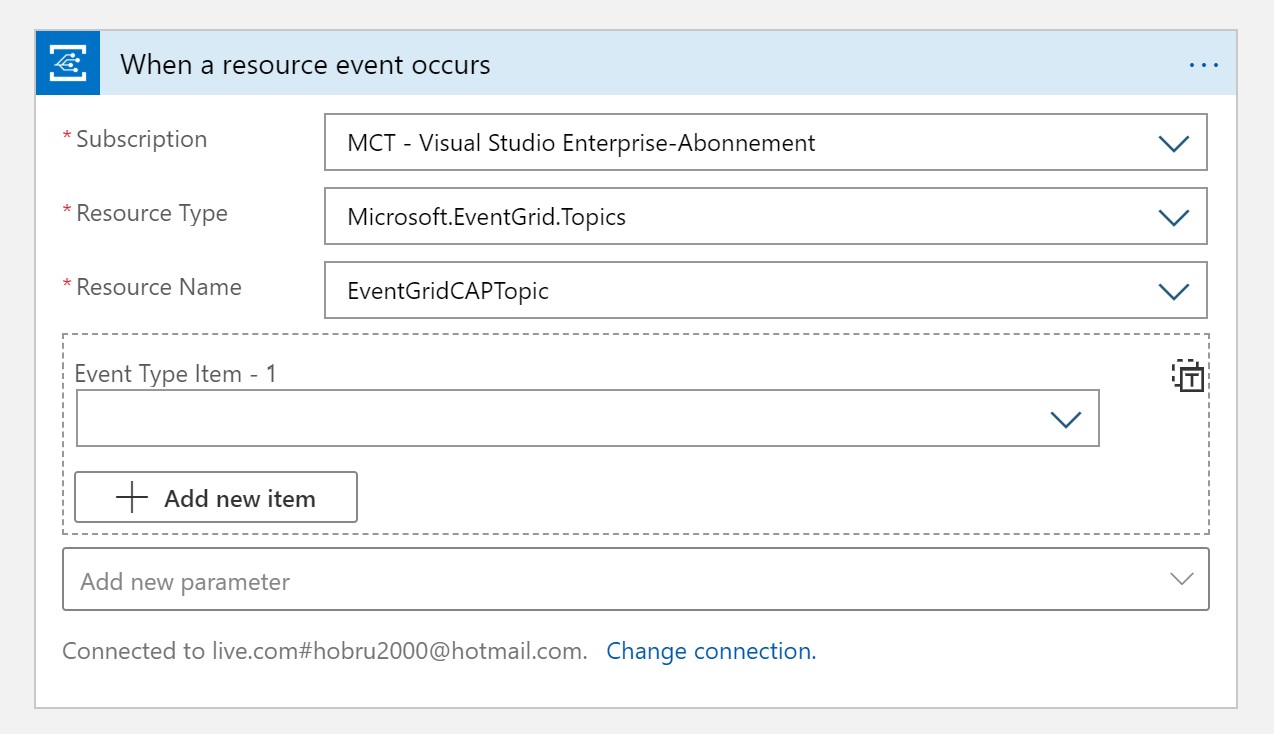 When a resource event occurs
* Subscription
MCT - Visual Studio Enterprise-Abonnement
* Resource Type
Microsoft.EventGrid.Topics
* Resource Name
EventGridCAPTopic
Event Type Item - 1
T
Add new item
Add new parameter
Connected to live.com#hobru2000@hotmail.com. Change connection.